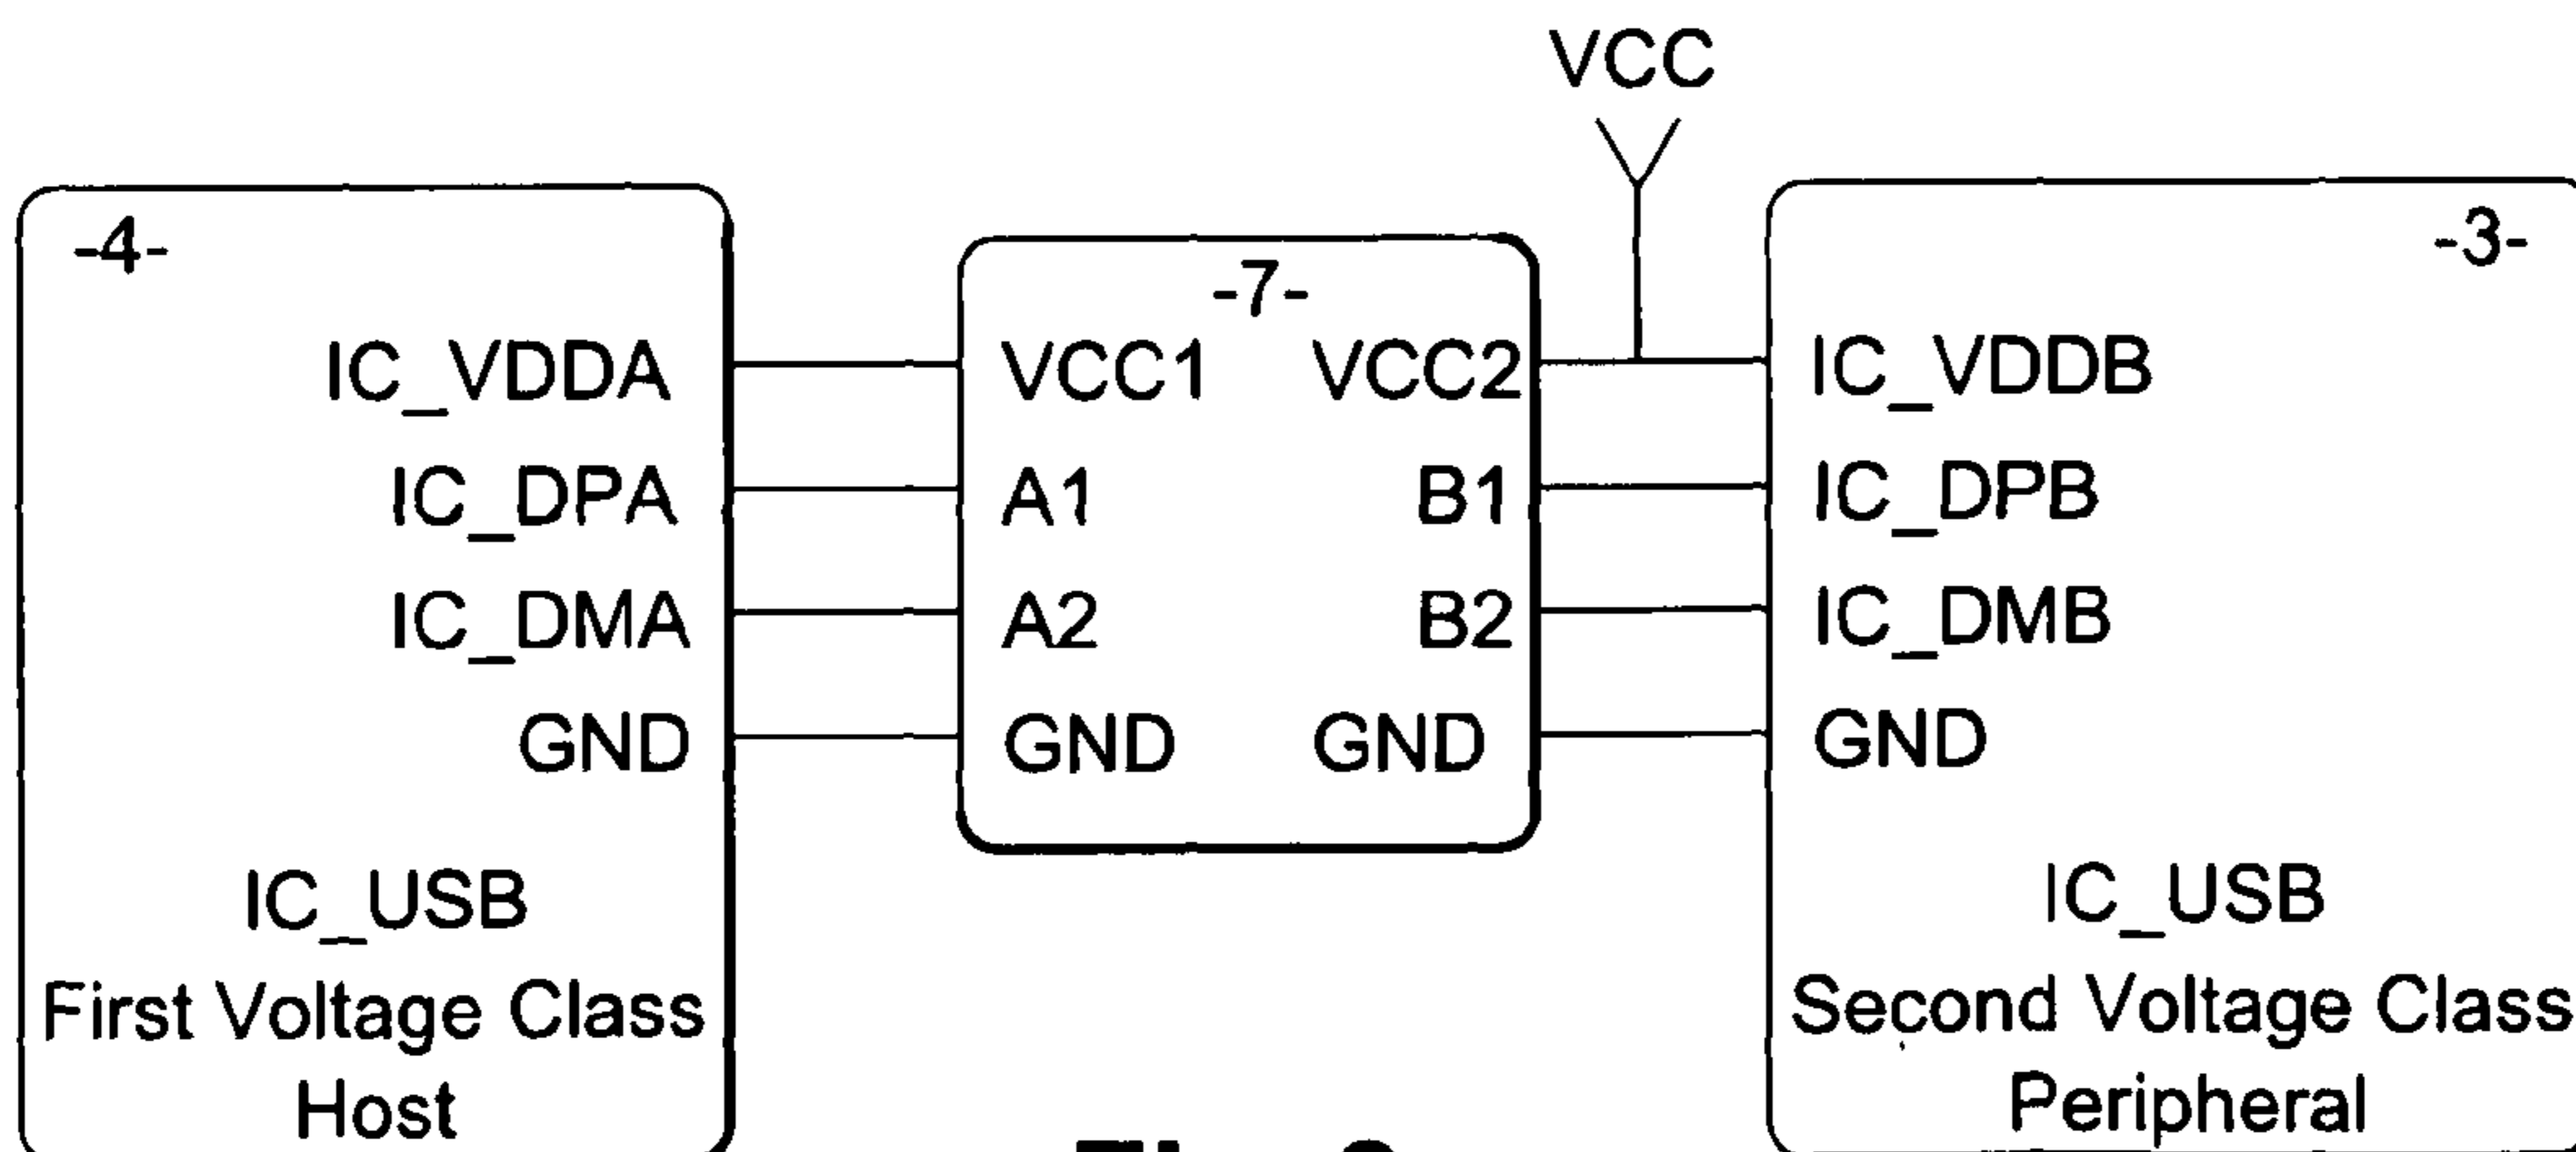 VCC
-4-
-7-
-3-
IC_VDDA VCC1 VCC2 IC_VDDB
IC_DPA A1 B1 IC_DPB
IC_DMA A2 B2 IC_DMB
GND GND GND GND
IC_USB IC_USB
First Voltage Class Second Voltage Class
Host Peripheral